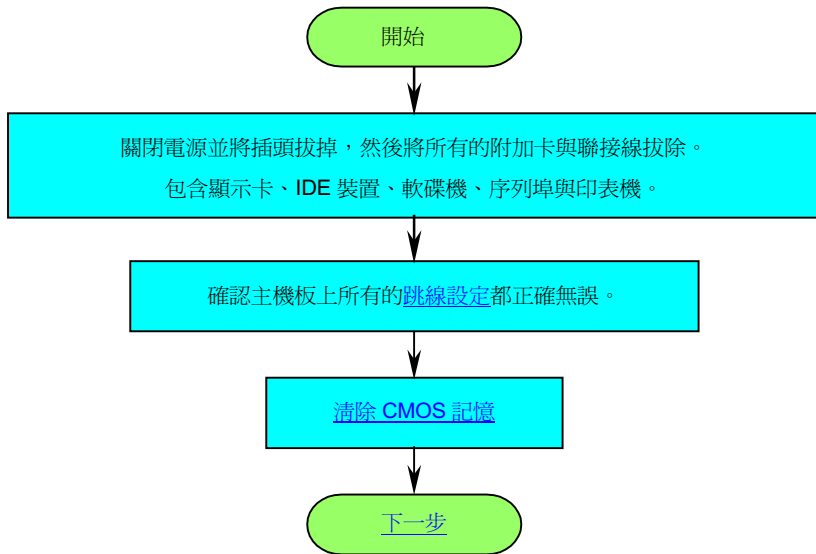 開始
關閉電源並將插頭拔掉，然後將所有的附加卡與聯接線拔除。
包含顯示卡、IDE 裝置、軟碟機、序列埠與印表機。
確認主機板上所有的跳線設定都正確無誤。
清除 CMOS 記憶
下一步